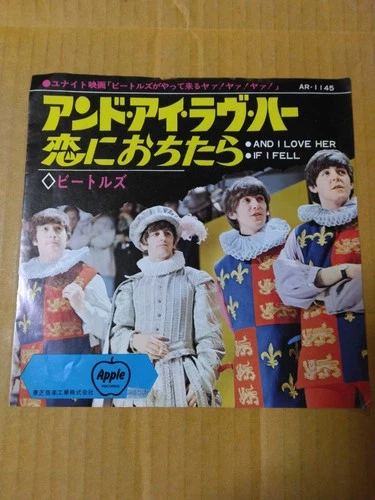 ●ユナイト映画「ビートルズがやって来るヤァ!ヤァ!ヤァ!」
AR-1145
アンド・アイ・ラヴ・ハー
恋におちたら
●AND I LOVE HER
●IF I FELL
◇ビートルズ
Apple
RECORDS
東芝音楽工業株式会社